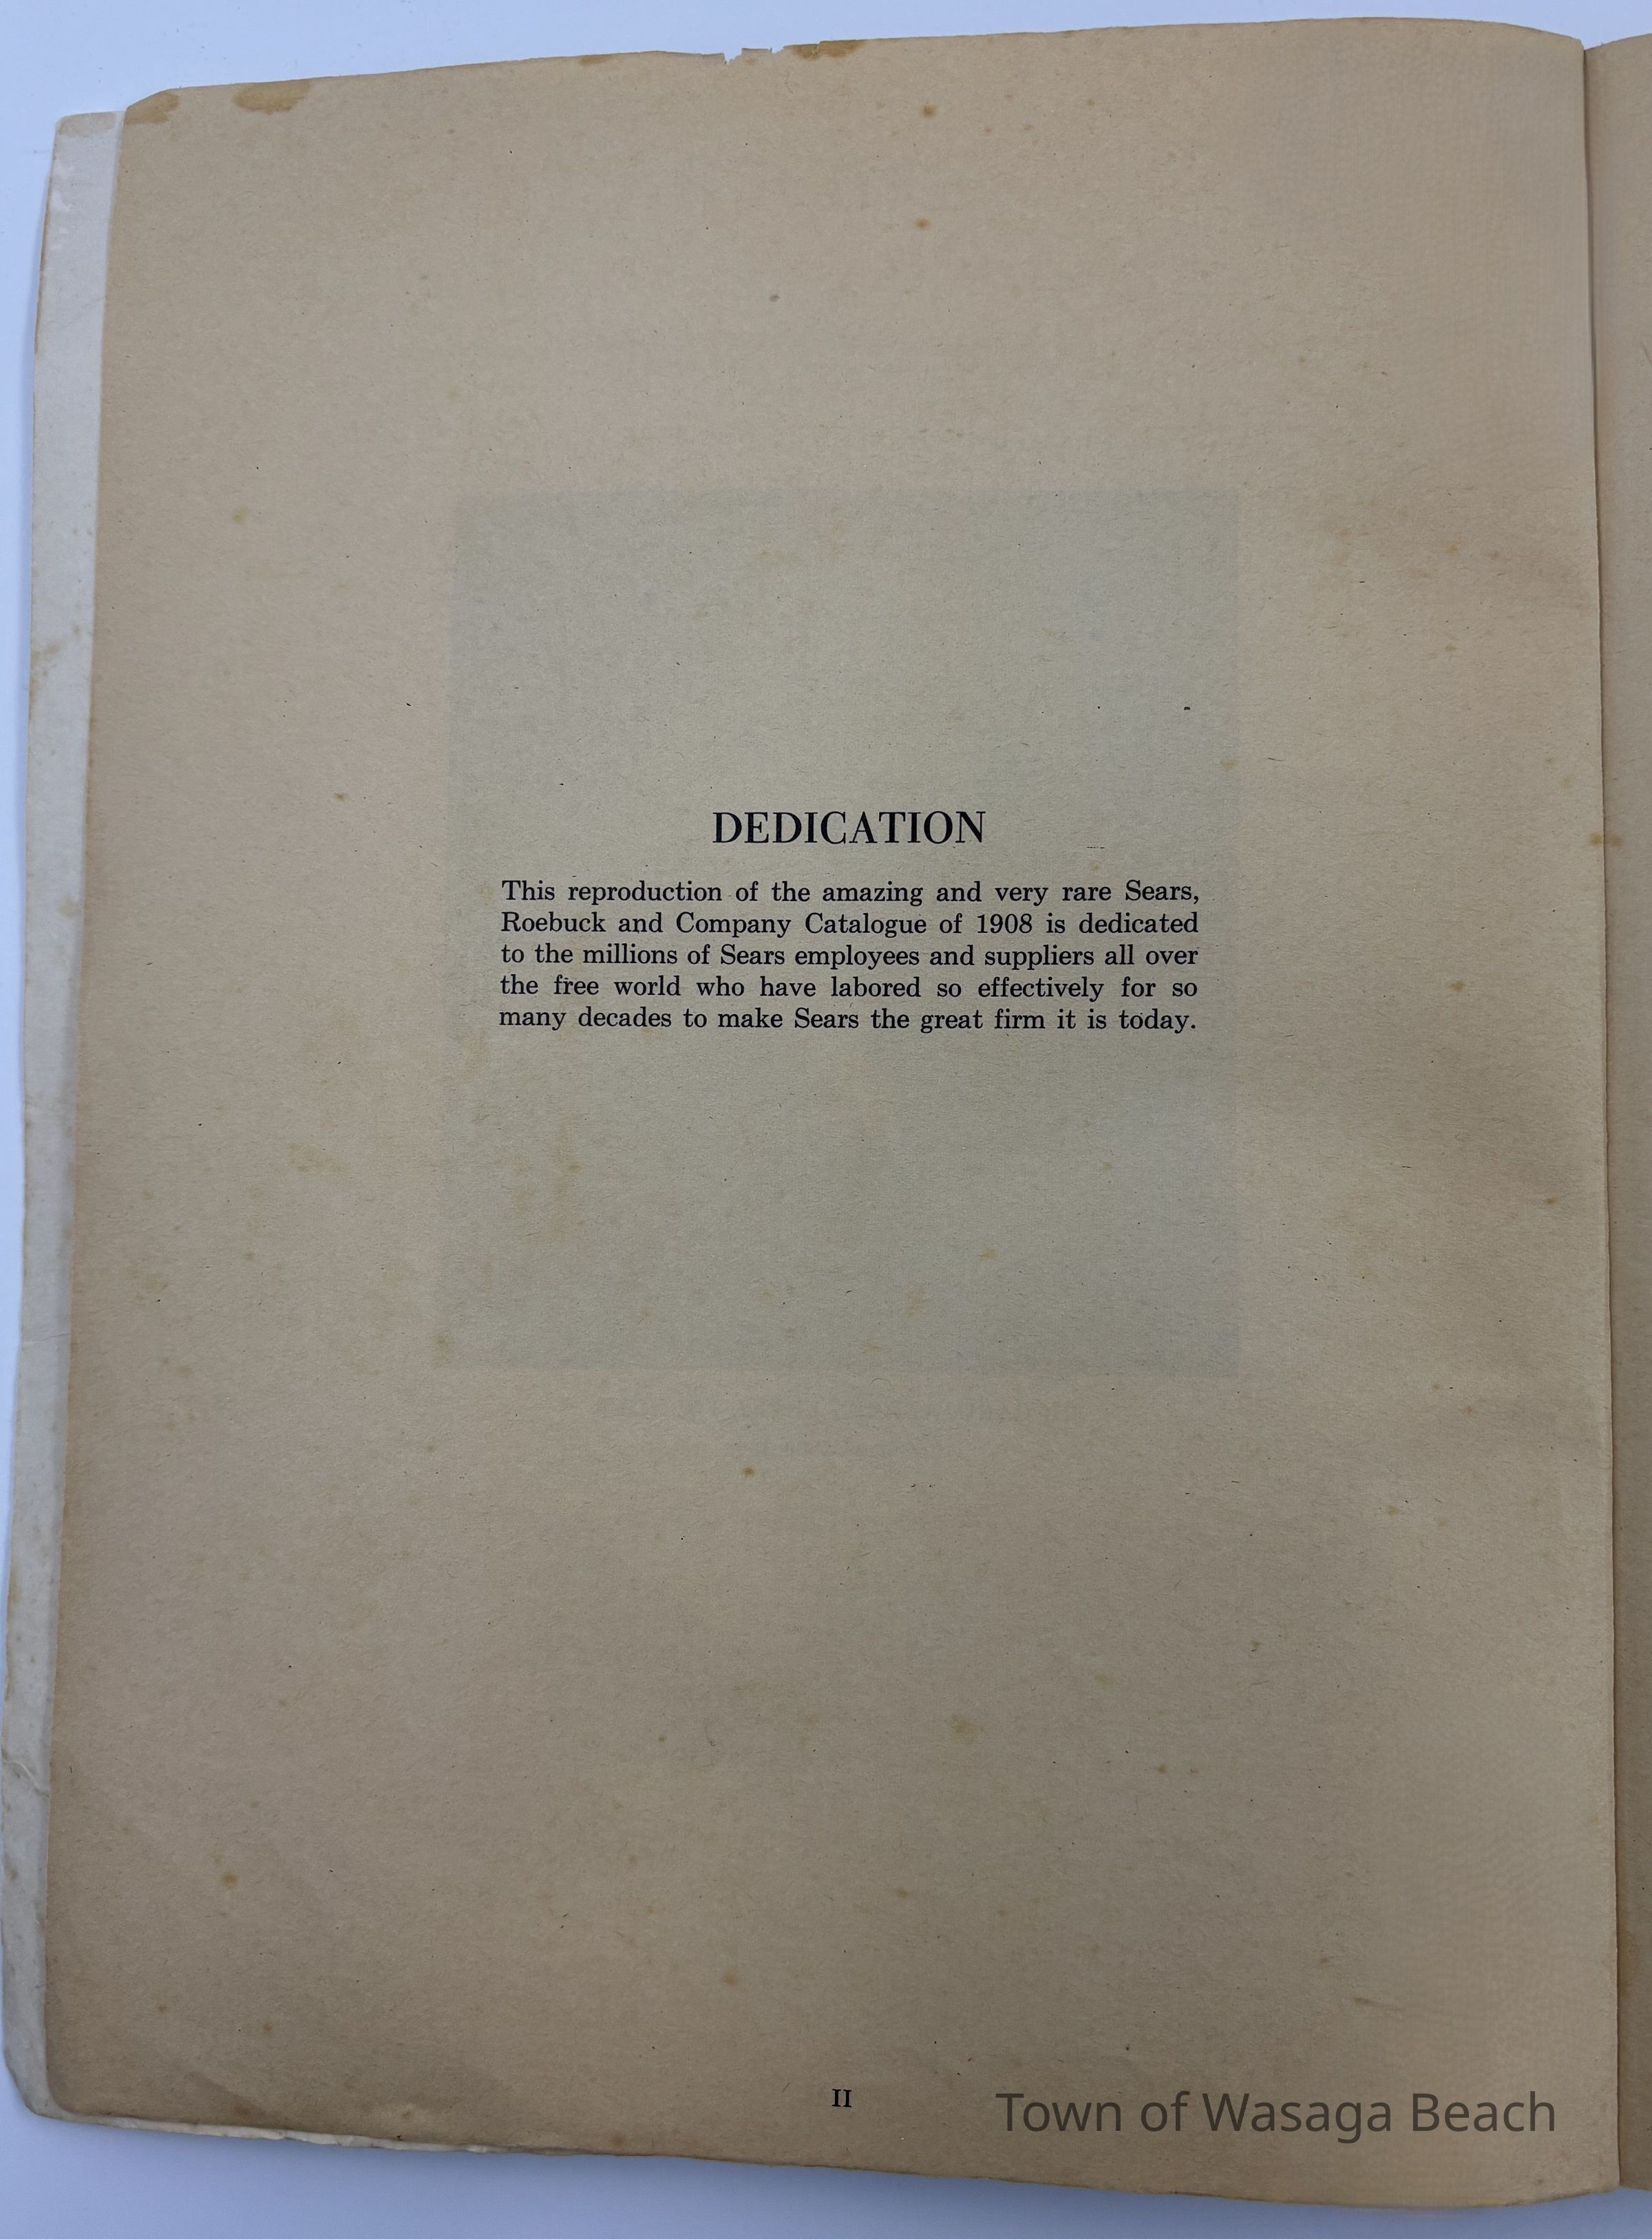 DEDICATION
This reproduction of the amazing and very rare Sears,
Roebuck and Company Catalogue of 1908 is dedicated
to the millions of Sears employees and suppliers all over
the free world who have labored so effectively for so
many decades to make Sears the great firm it is today.
II
Town of Wasaga Beach